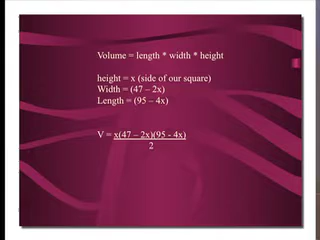 Volume = length * width * height
height = x (side of our square)
Width = (47 – 2x)
Length = (95 – 4x)
V = x(47 – 2x)(95 - 4x)
2